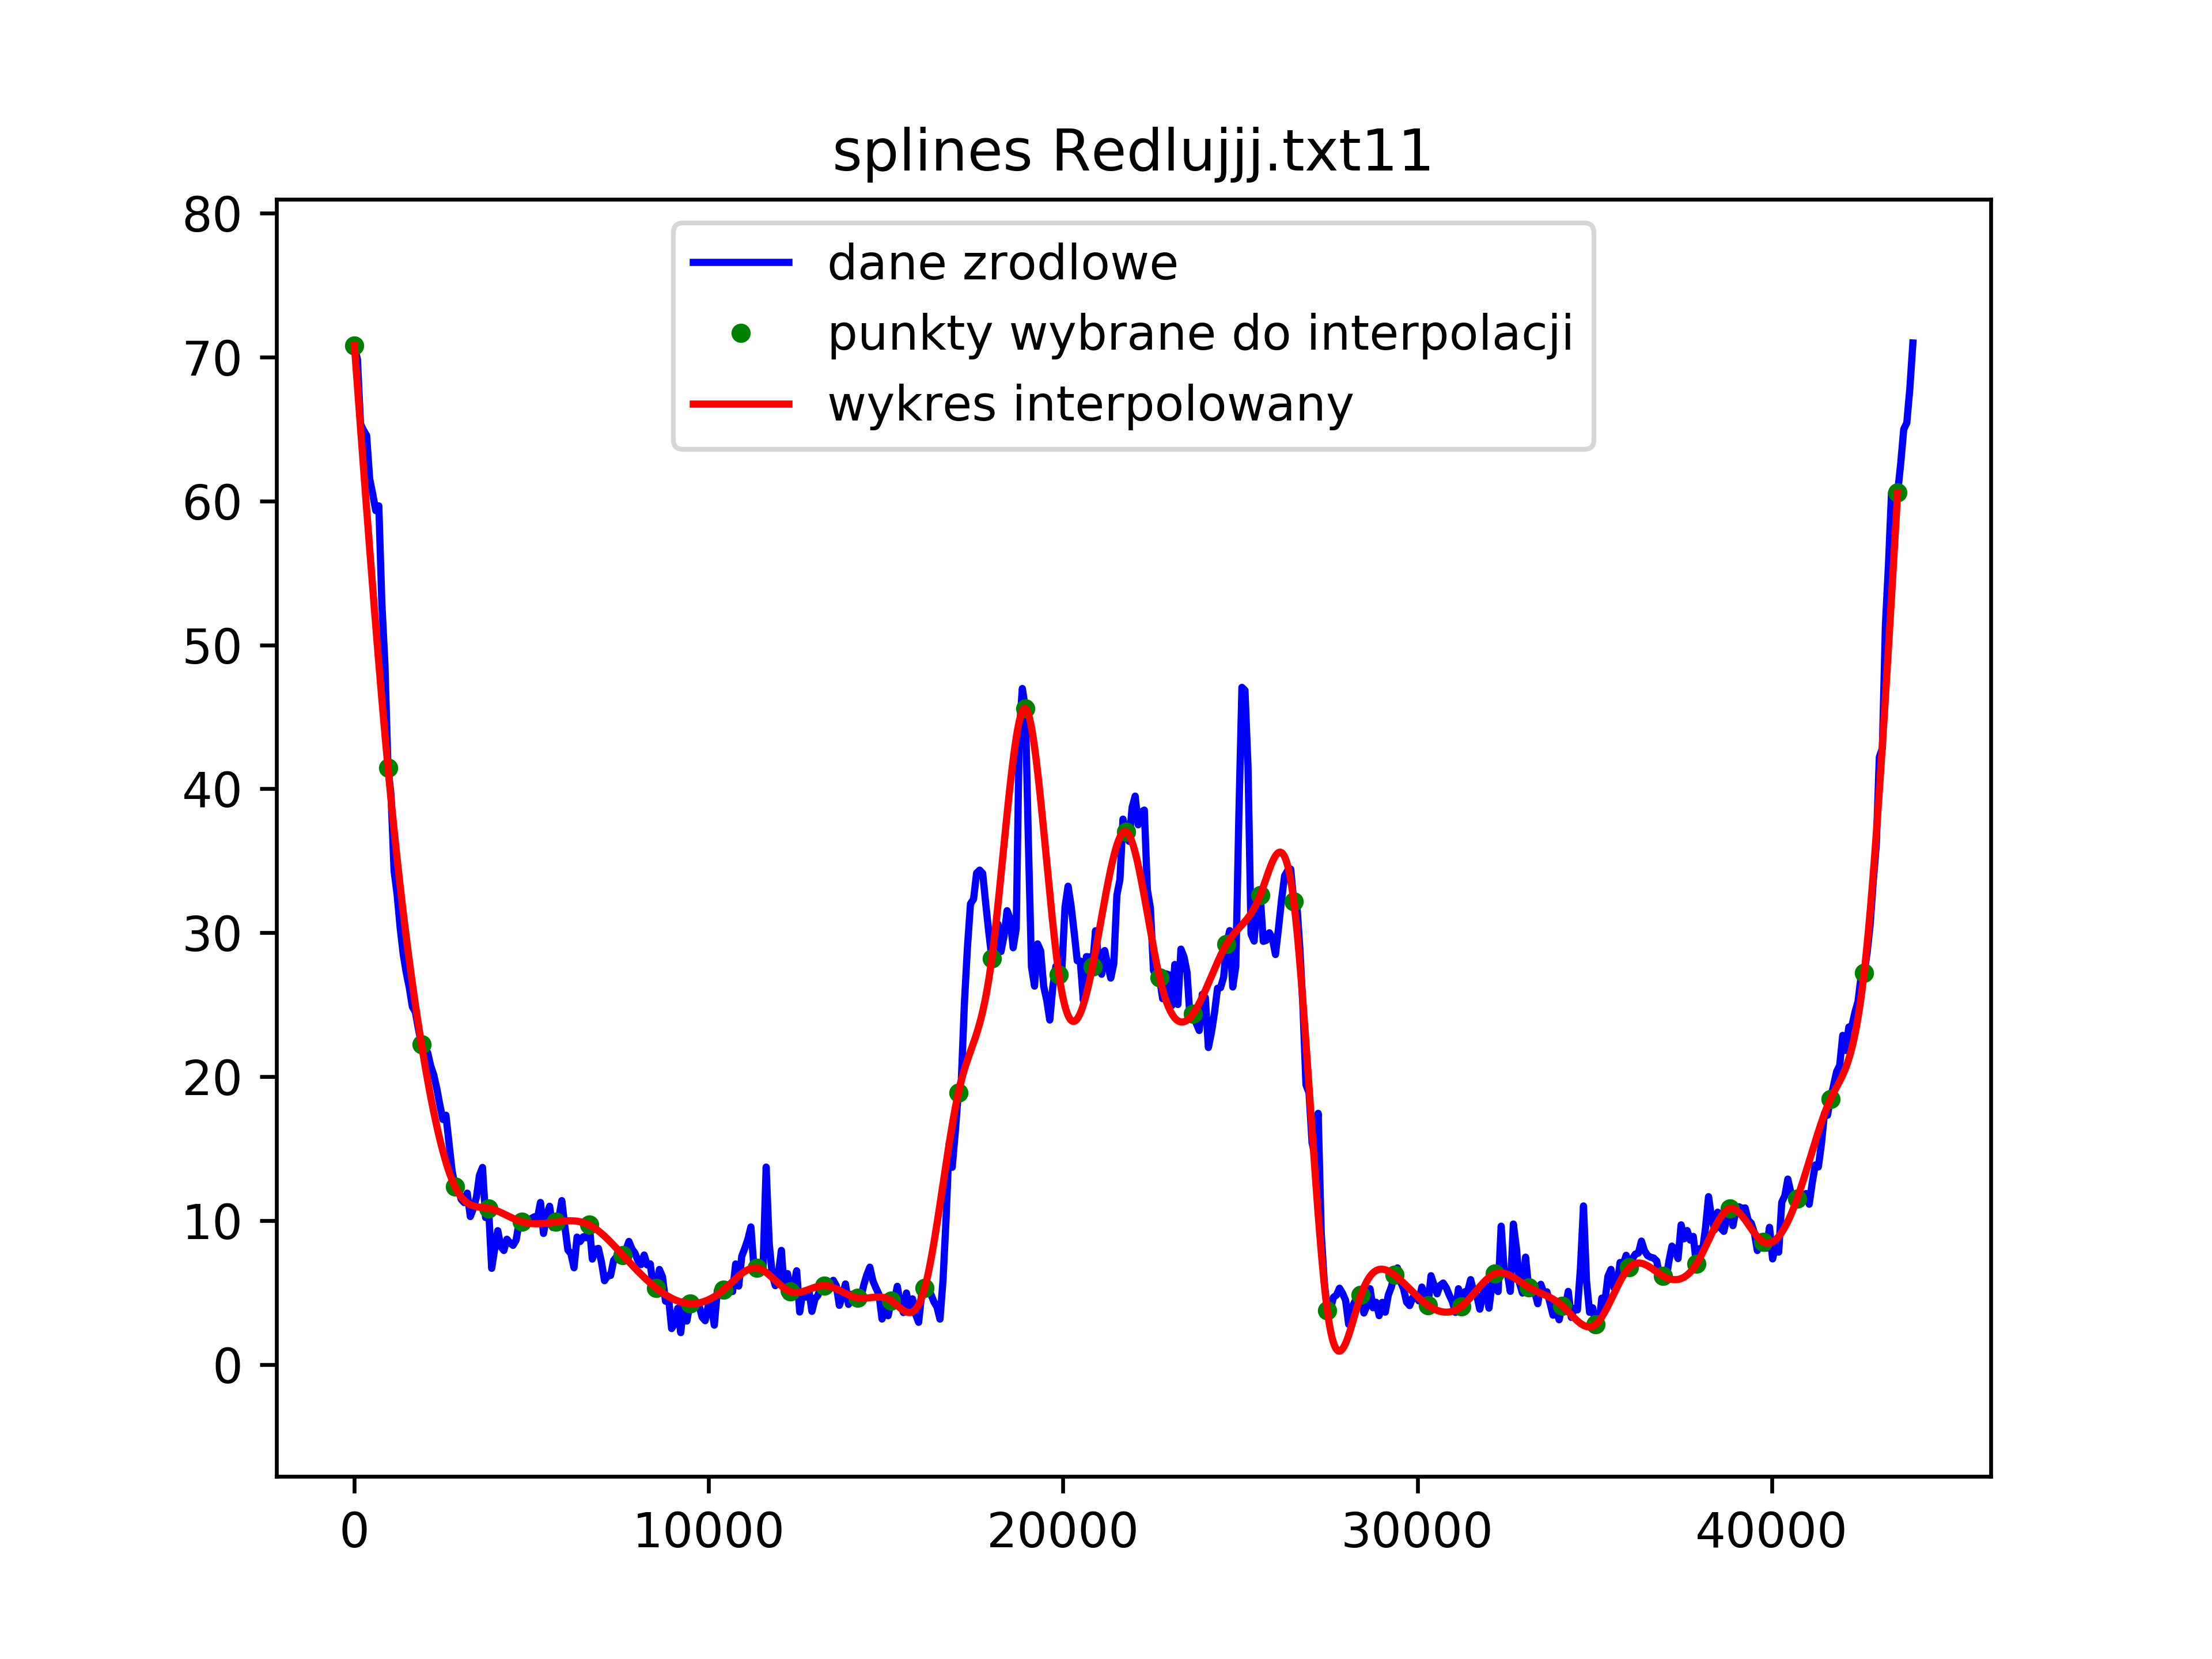 splines Redlujjj.txt11
80
70
60
50
40
30
20
10
0
dane zrodlowe
punkty wybrane do interpolacji
wykres interpolowany
0 10000 20000 30000 40000